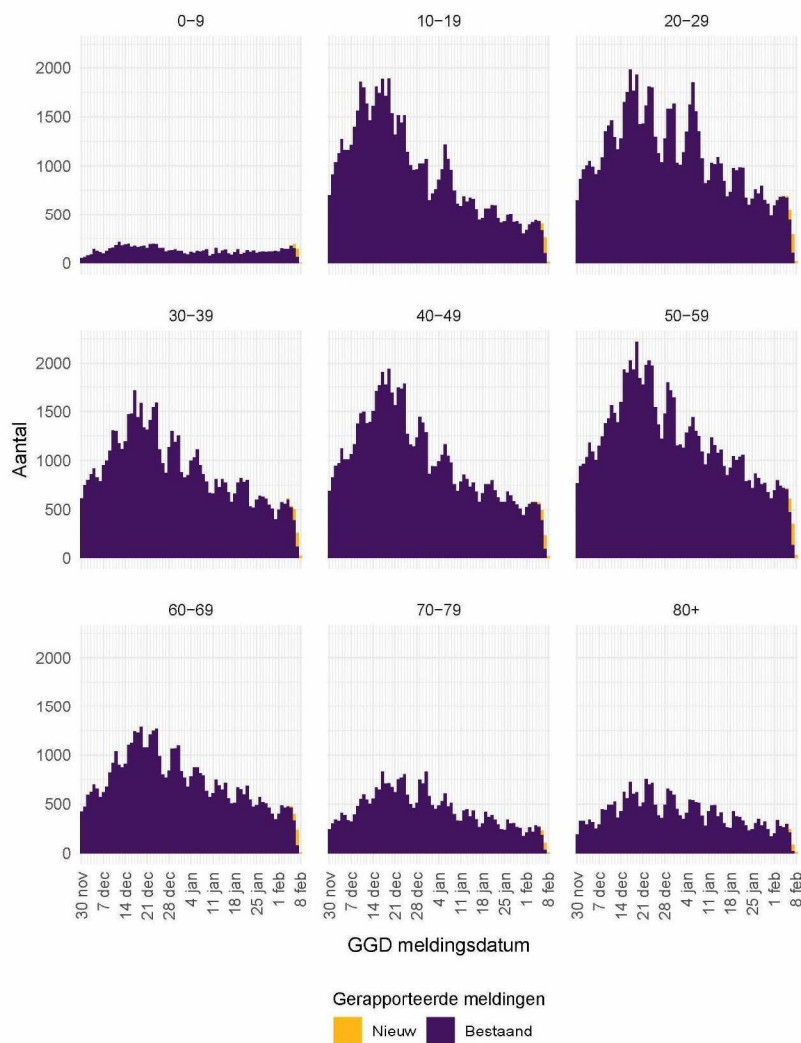 0−9
10−19
20−29
2000
1500
1000
500
0
30−39
40−49
50−59
2000
1500
1000
500
0
Aantal
60−69
70−79
80+
2000
1500
1000
500
0
30 nov
7 dec
14 dec
21 dec
28 dec
4 jan
11 jan
18 jan
25 jan
1 feb
8 feb
30 nov
7 dec
14 dec
21 dec
28 dec
4 jan
11 jan
18 jan
25 jan
1 feb
8 feb
30 nov
7 dec
14 dec
21 dec
28 dec
4 jan
11 jan
18 jan
25 jan
1 feb
8 feb
GGD meldingsdatum
Gerapporteerde meldingen
Nieuw
Bestaand